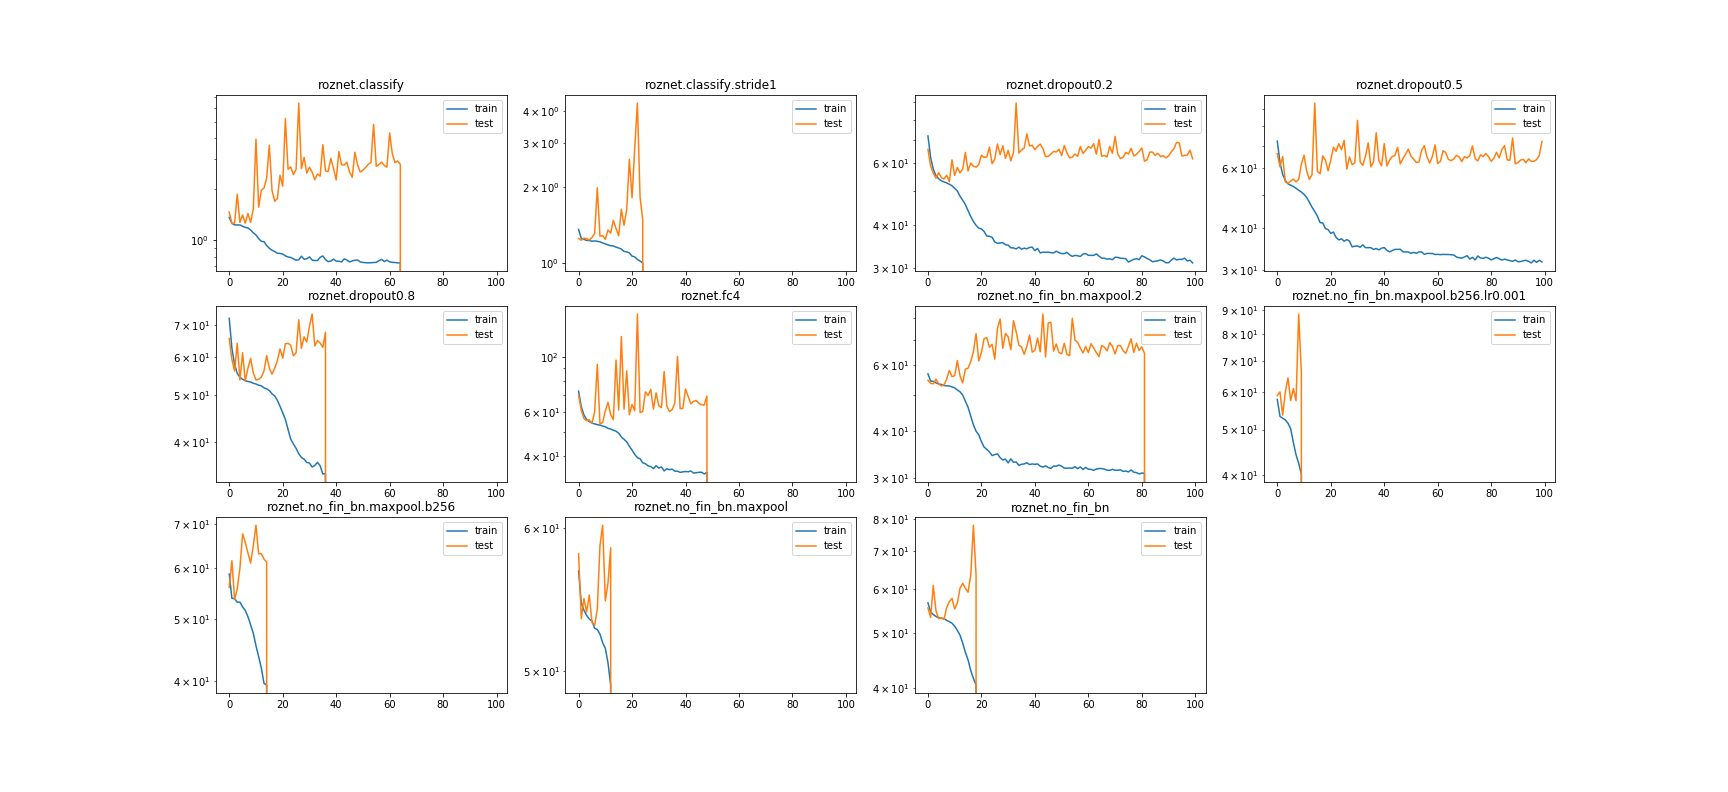 roznet.classify
10⁰
0 20 40 60 80 100
train
test
roznet.classify.stride1
4 × 10⁰
3 × 10⁰
2 × 10⁰
10⁰
0 20 40 60 80 100
train
test
roznet.dropout0.2
6 × 10¹
4 × 10¹
3 × 10¹
0 20 40 60 80 100
train
test
roznet.dropout0.5
6 × 10¹
4 × 10¹
3 × 10¹
0 20 40 60 80 100
train
test
roznet.dropout0.8
7 × 10¹
6 × 10¹
5 × 10¹
4 × 10¹
0 20 40 60 80 100
train
test
roznet.fc4
10²
6 × 10¹
4 × 10¹
0 20 40 60 80 100
train
test
roznet.no_fin_bn.maxpool.2
6 × 10¹
4 × 10¹
3 × 10¹
0 20 40 60 80 100
train
test
roznet.no_fin_bn.maxpool.b256.lr0.001
9 × 10¹
8 × 10¹
7 × 10¹
6 × 10¹
5 × 10¹
4 × 10¹
0 20 40 60 80 100
train
test
roznet.no_fin_bn.maxpool.b256
7 × 10¹
6 × 10¹
5 × 10¹
4 × 10¹
0 20 40 60 80 100
train
test
roznet.no_fin_bn.maxpool
6 × 10¹
5 × 10¹
0 20 40 60 80 100
train
test
roznet.no_fin_bn
8 × 10¹
7 × 10¹
6 × 10¹
5 × 10¹
4 × 10¹
0 20 40 60 80 100
train
test